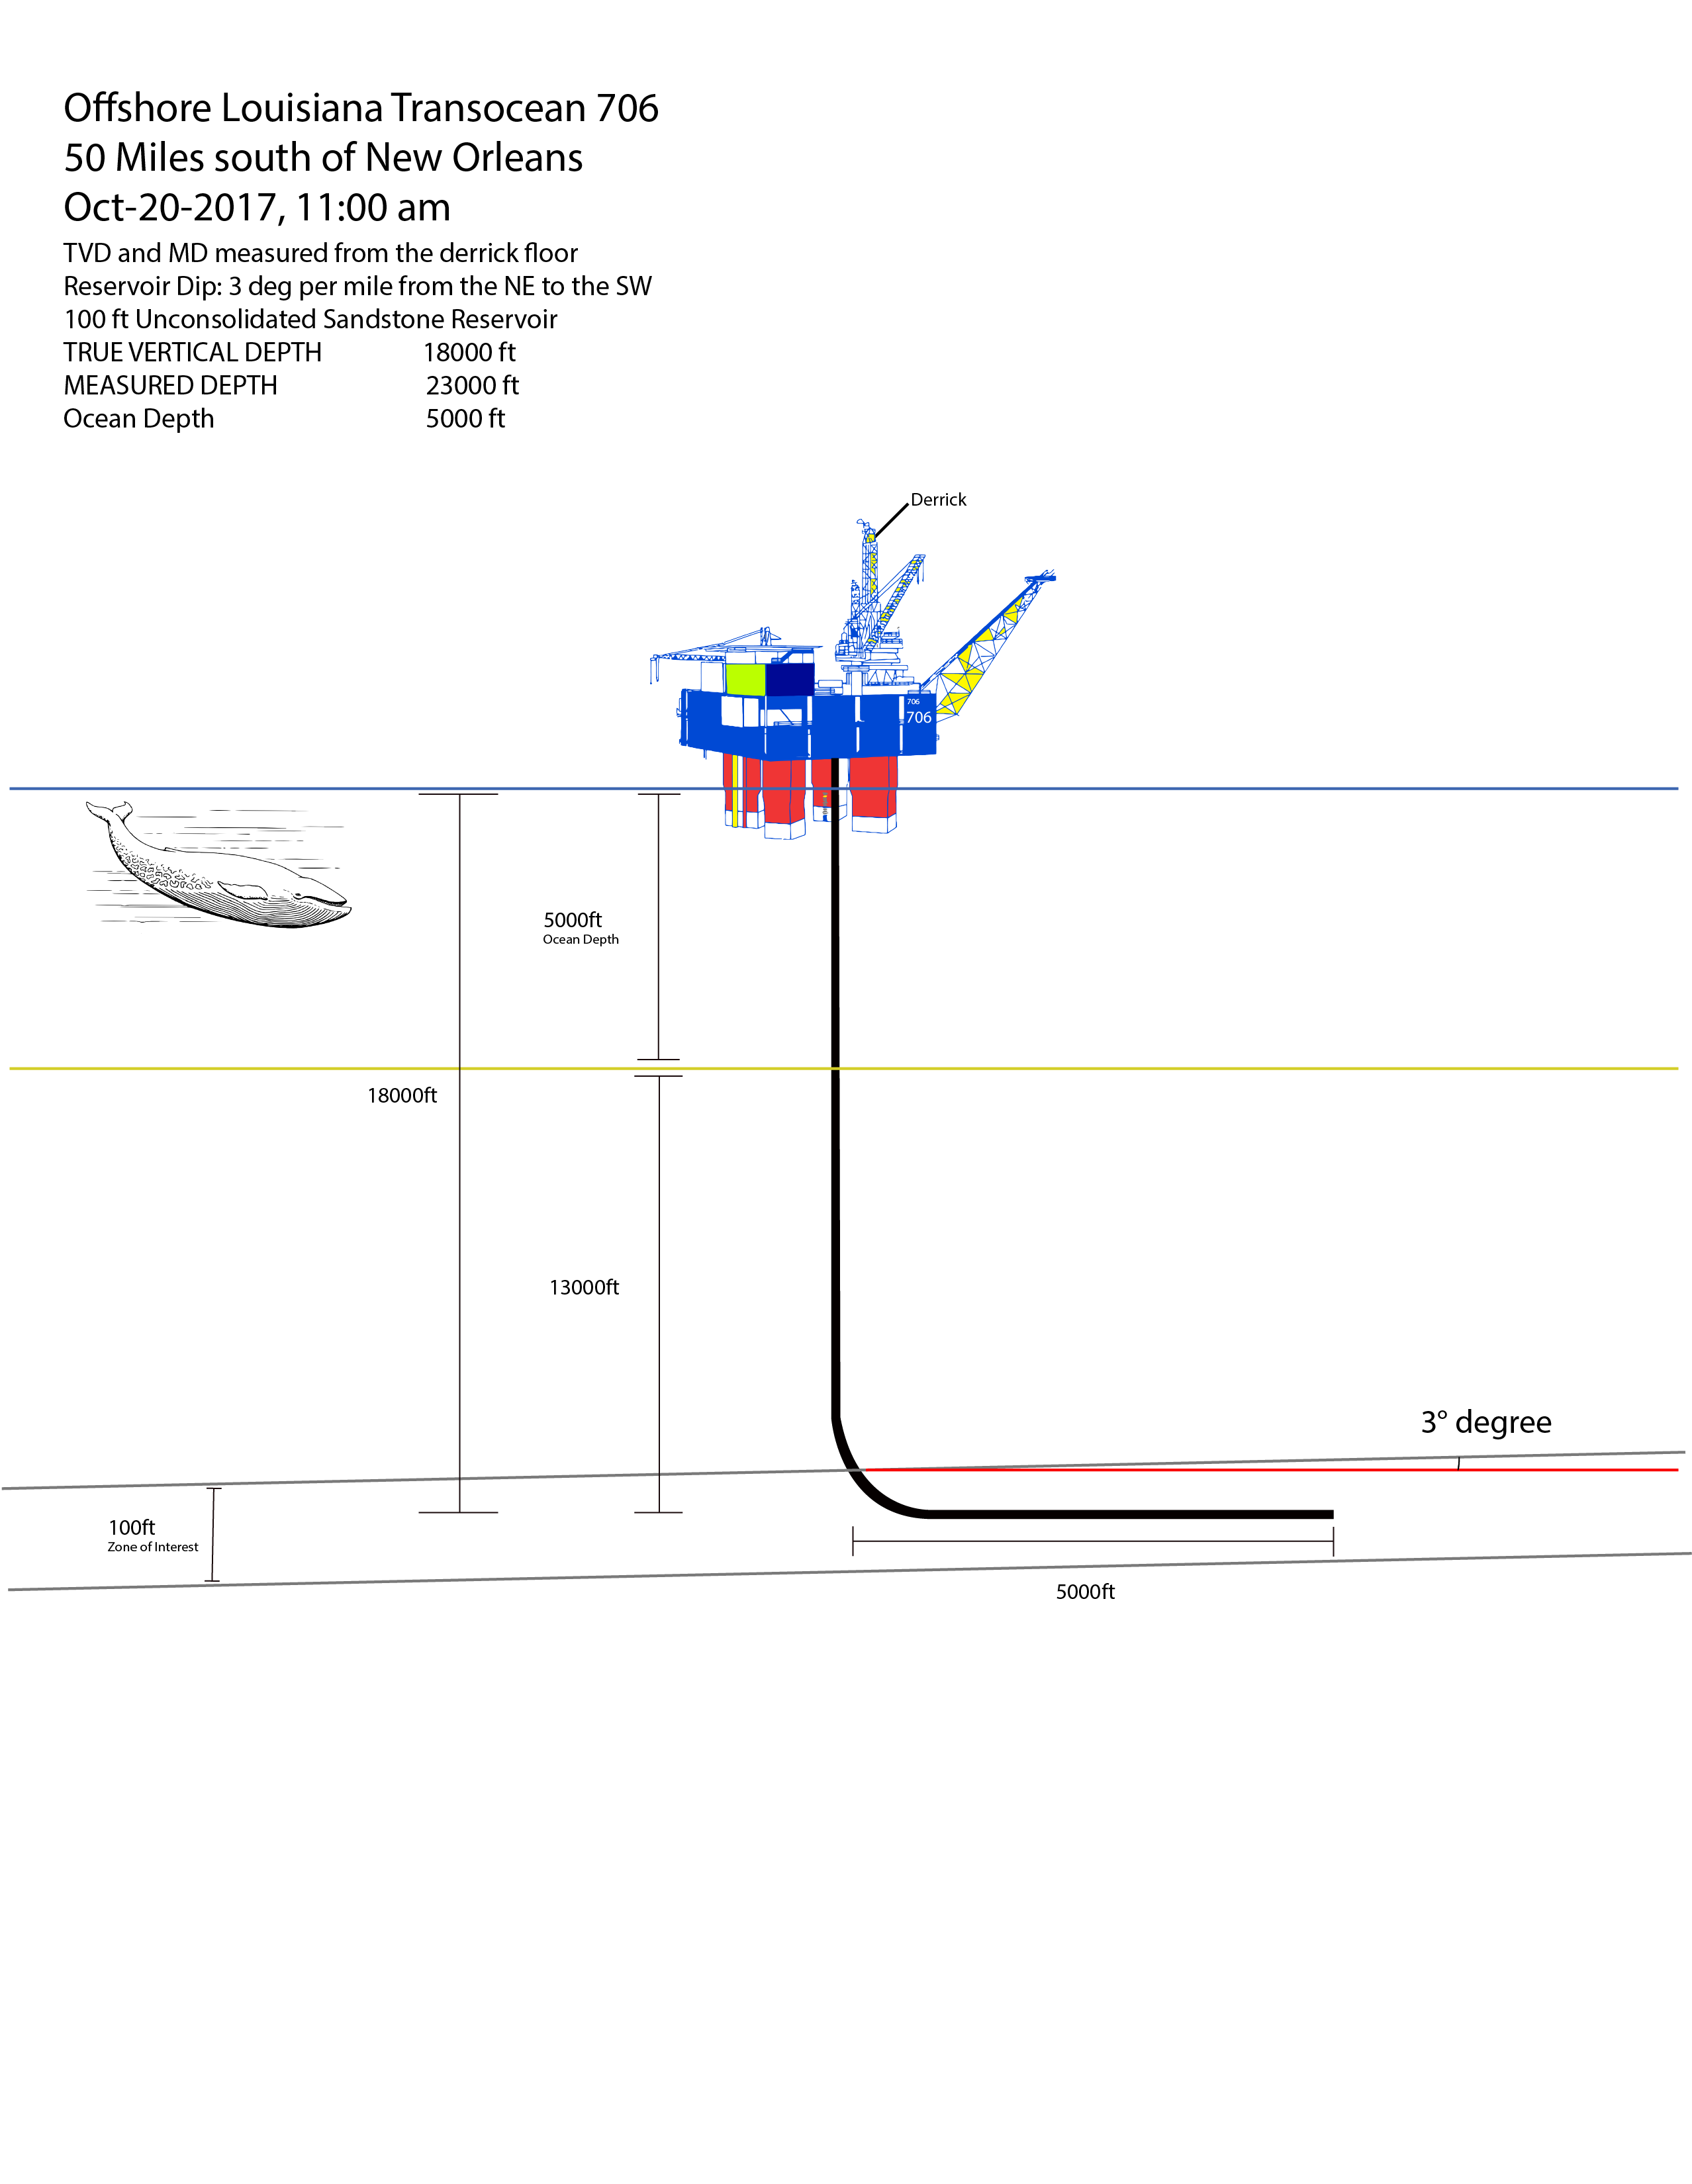 Offshore Louisiana Transocean 706
50 Miles south of New Orleans
Oct-20-2017, 11:00 am
TVD and MD measured from the derrick floor
Reservoir Dip: 3 deg per mile from the NE to the SW
100 ft Unconsolidated Sandstone Reservoir
TRUE VERTICAL DEPTH 18000 ft
MEASURED DEPTH 23000 ft
Ocean Depth 5000 ft
Derrick
706
706
5000ft
Ocean Depth
18000ft
13000ft
3° degree
100ft
Zone of Interest
5000ft